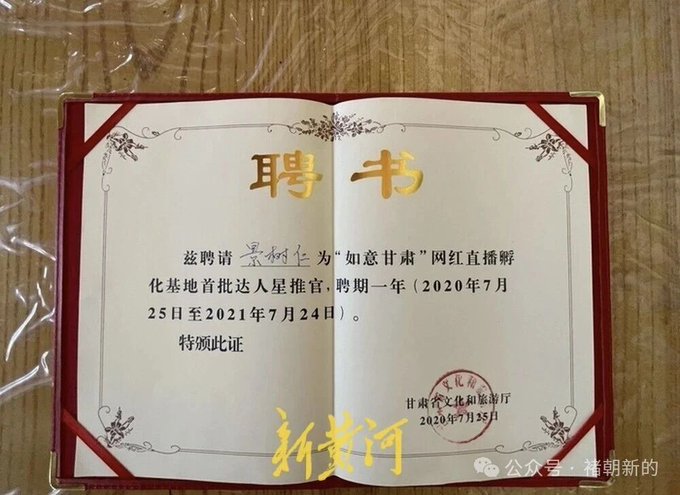 聘书
兹聘请 景树仁 为“如意甘肃”网红直播孵
化基地首批达人星推官，聘期一年（2020年7月
25日至2021年7月24日）。
特颁此证
甘肃省文化和旅游厅
2020年7月25日
新黄河
公众号·褚朝新的